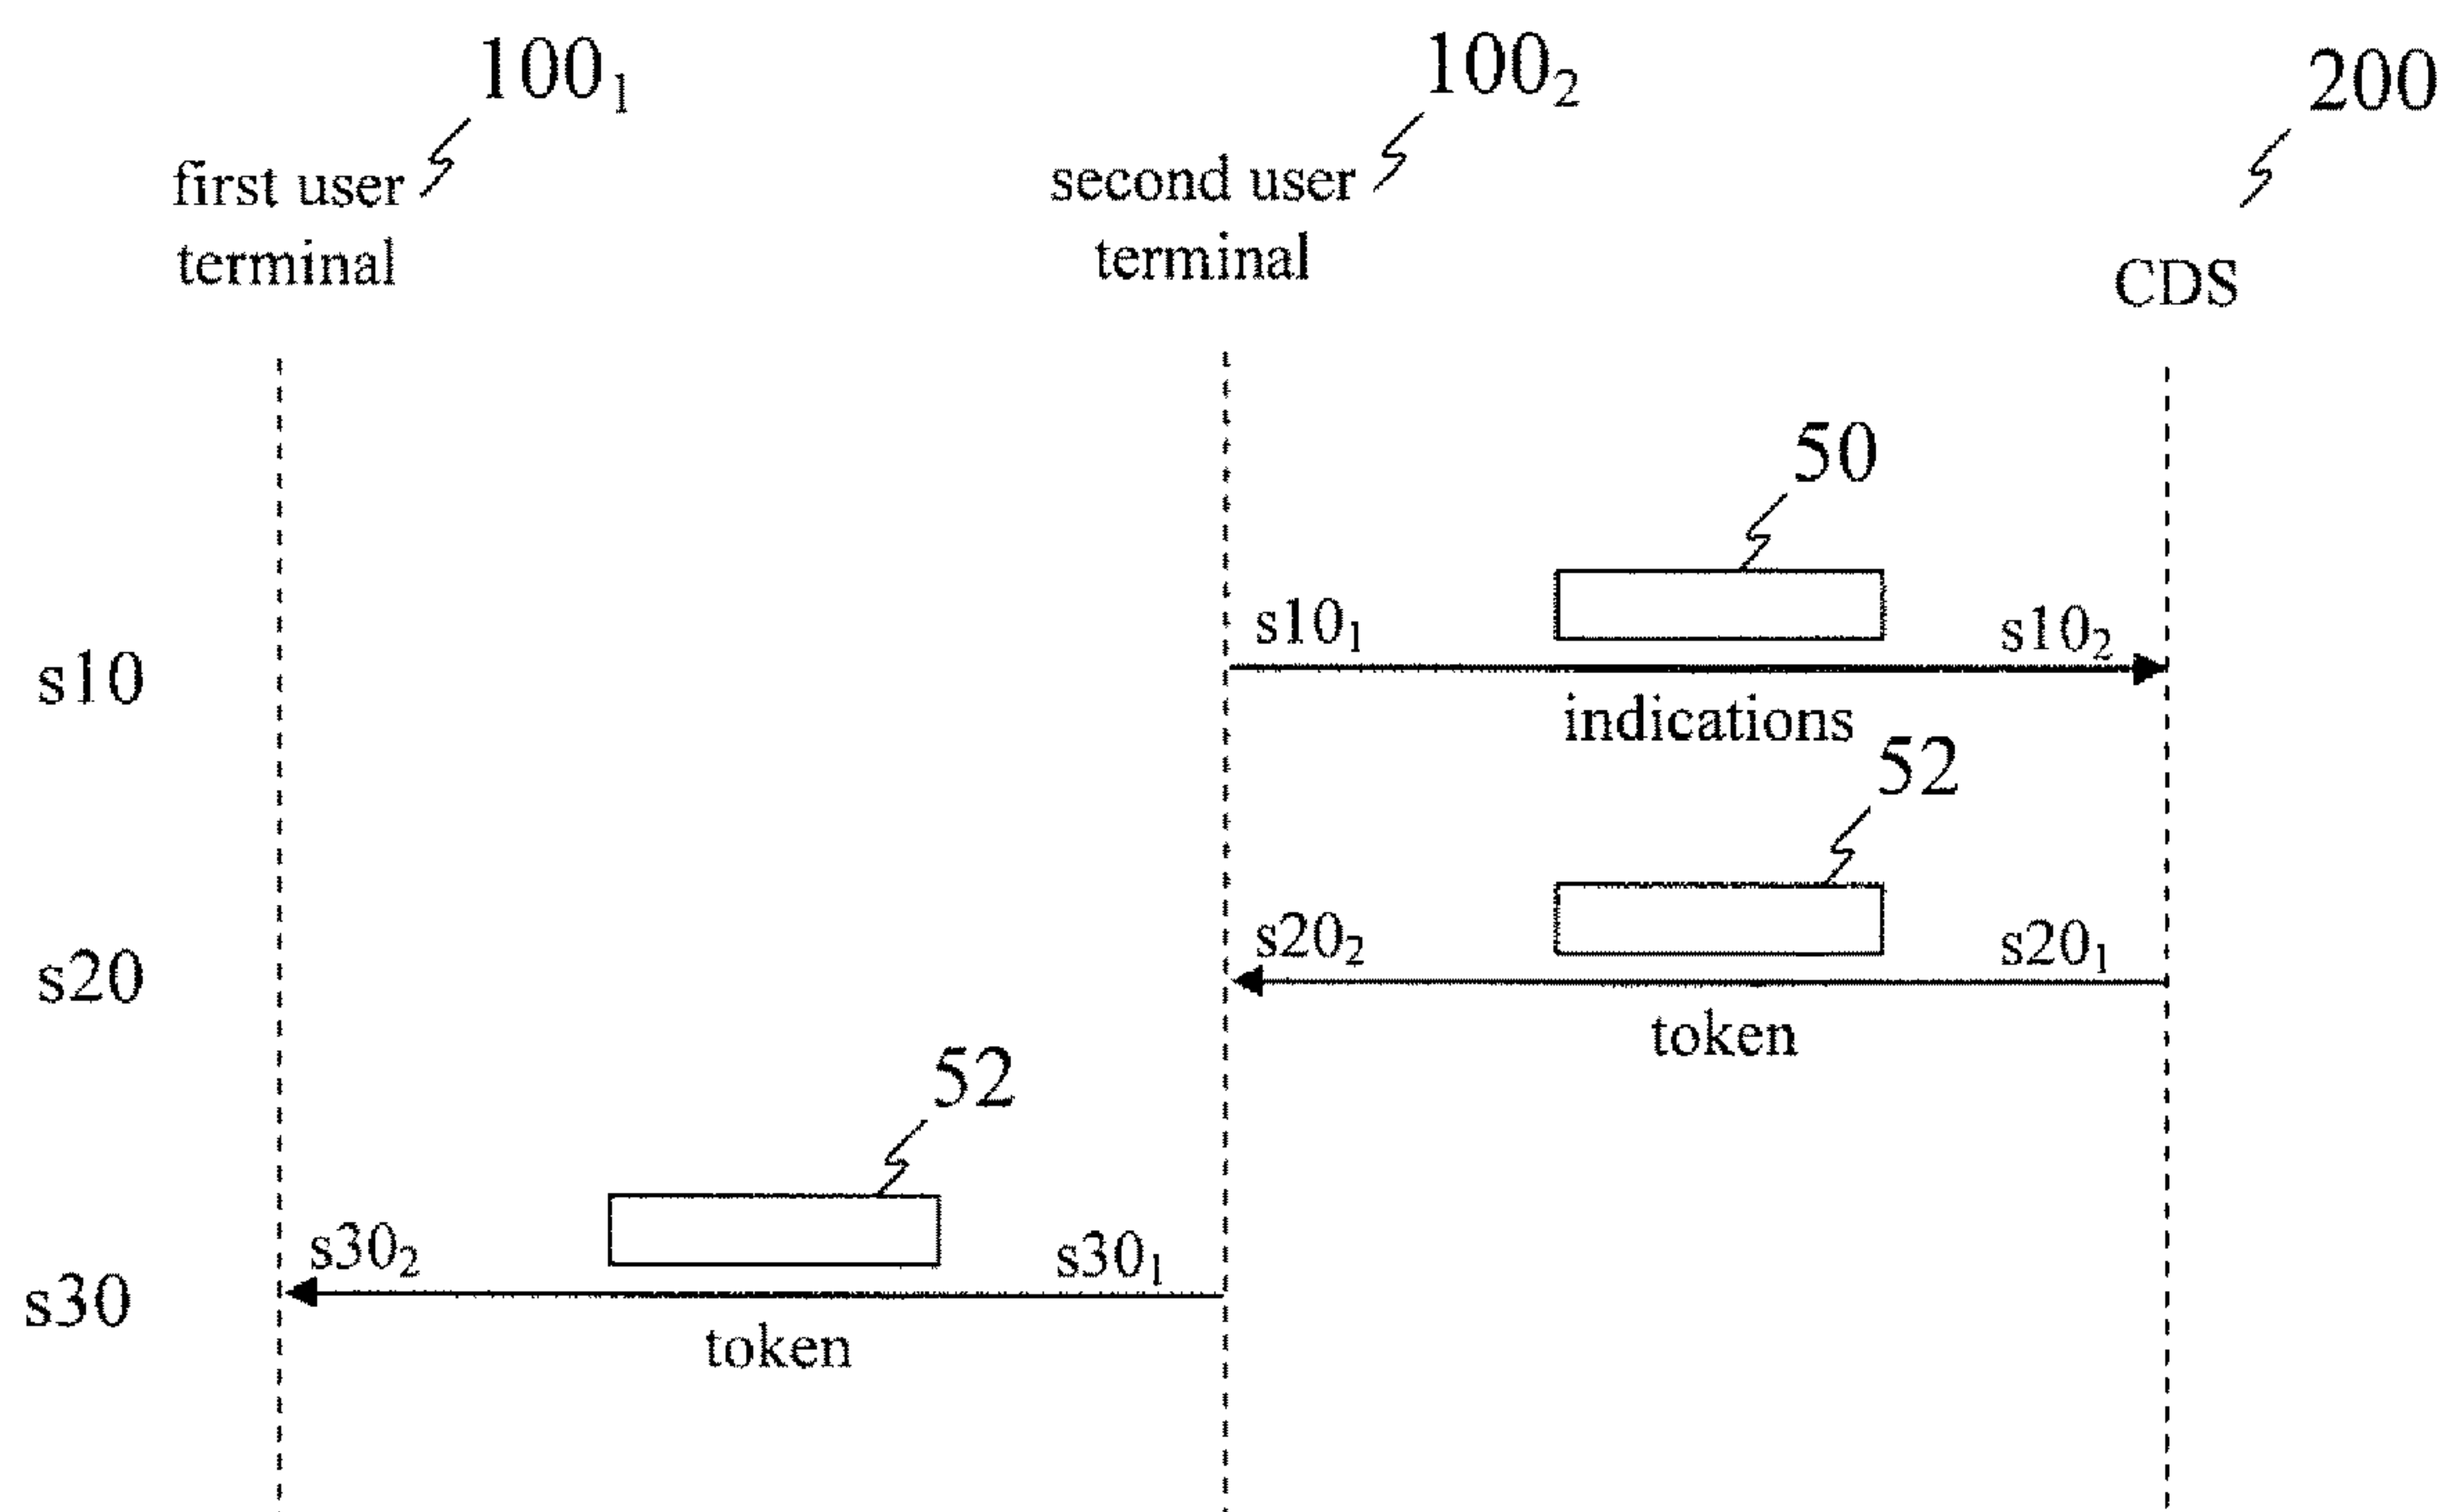 100₁
100₂
200
first user
terminal
second user
terminal
CDS
50
s10₁
s10₂
s10
indications
52
s20₂
s20₁
s20
token
52
s30₂
s30₁
s30
token